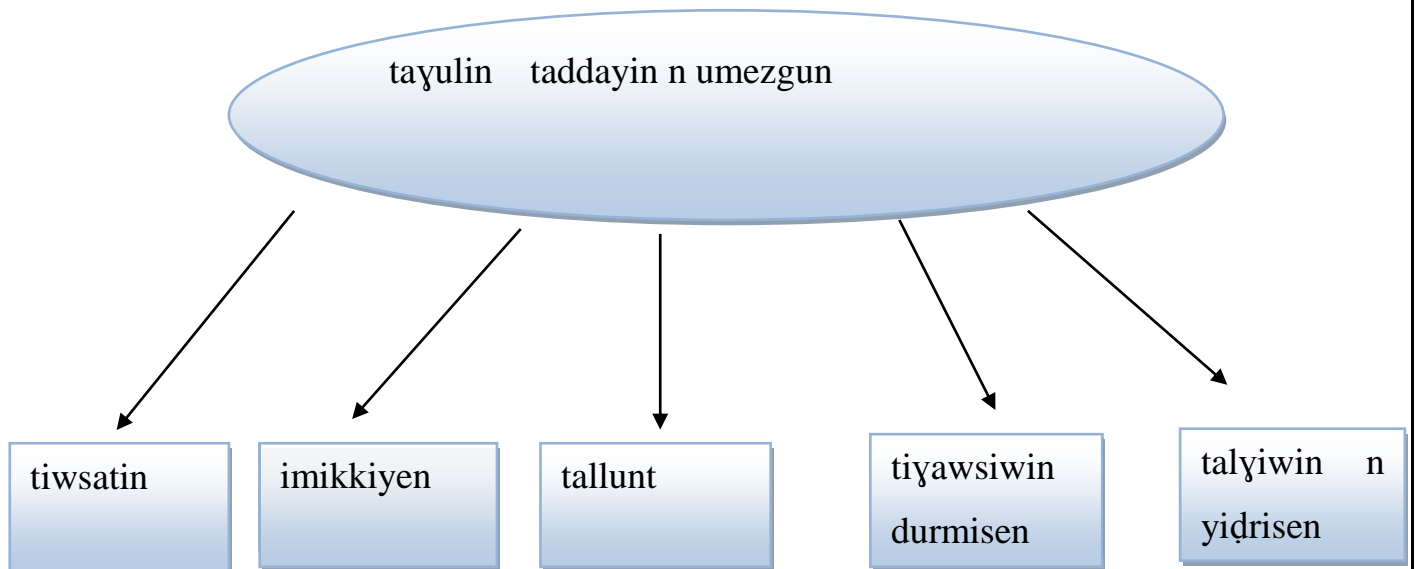 taɣulin taddayin n umezgun
tiwsatin
imikkiyen
tallunt
tiɣawsiwin
durmisen
talɣiwin n
yiḍrisen